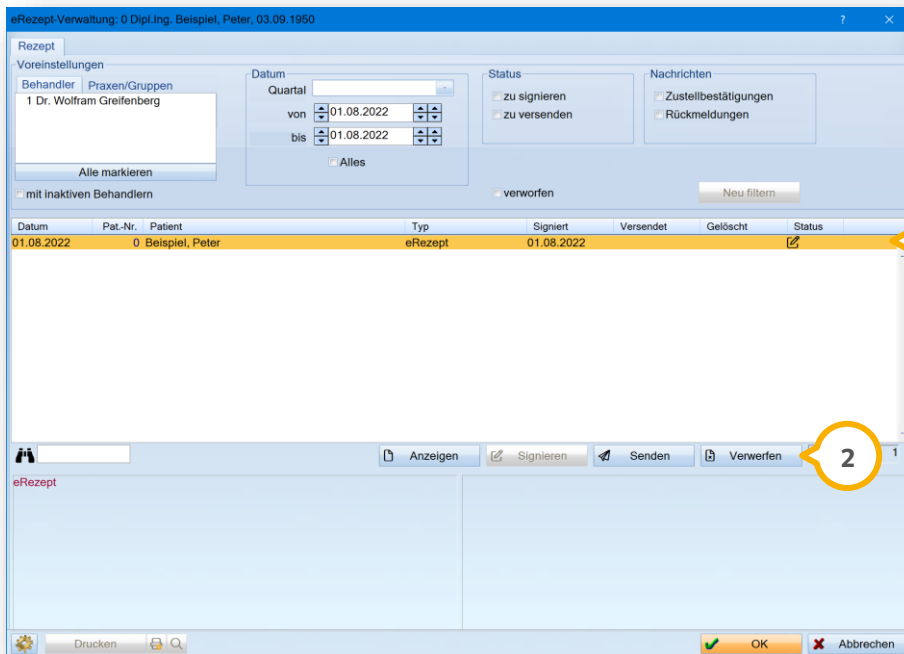 eRezept-Verwaltung: 0 Dipl.Ing. Beispiel, Peter, 03.09.1950 ?
Rezept
Voreinstellungen
Behandler Praxen/Gruppen
1 Dr. Wolfram Greifenberg
Alle markieren
mit inaktiven Behandlern
Datum
Quartal
von 01.08.2022
bis 01.08.2022
Alles
Status
zu signieren
zu versenden
verworfen
Nachrichten
Zustellbestätigungen
Rückmeldungen
Neu filtern
Datum Pat.-Nr. Patient Typ Signiert Versendet Gelöscht Status
01.08.2022 0 Beispiel, Peter eRezept 01.08.2022
Anzeigen Signieren Senden Verwerfen 2 1
eRezept
Drucken OK Abbrechen